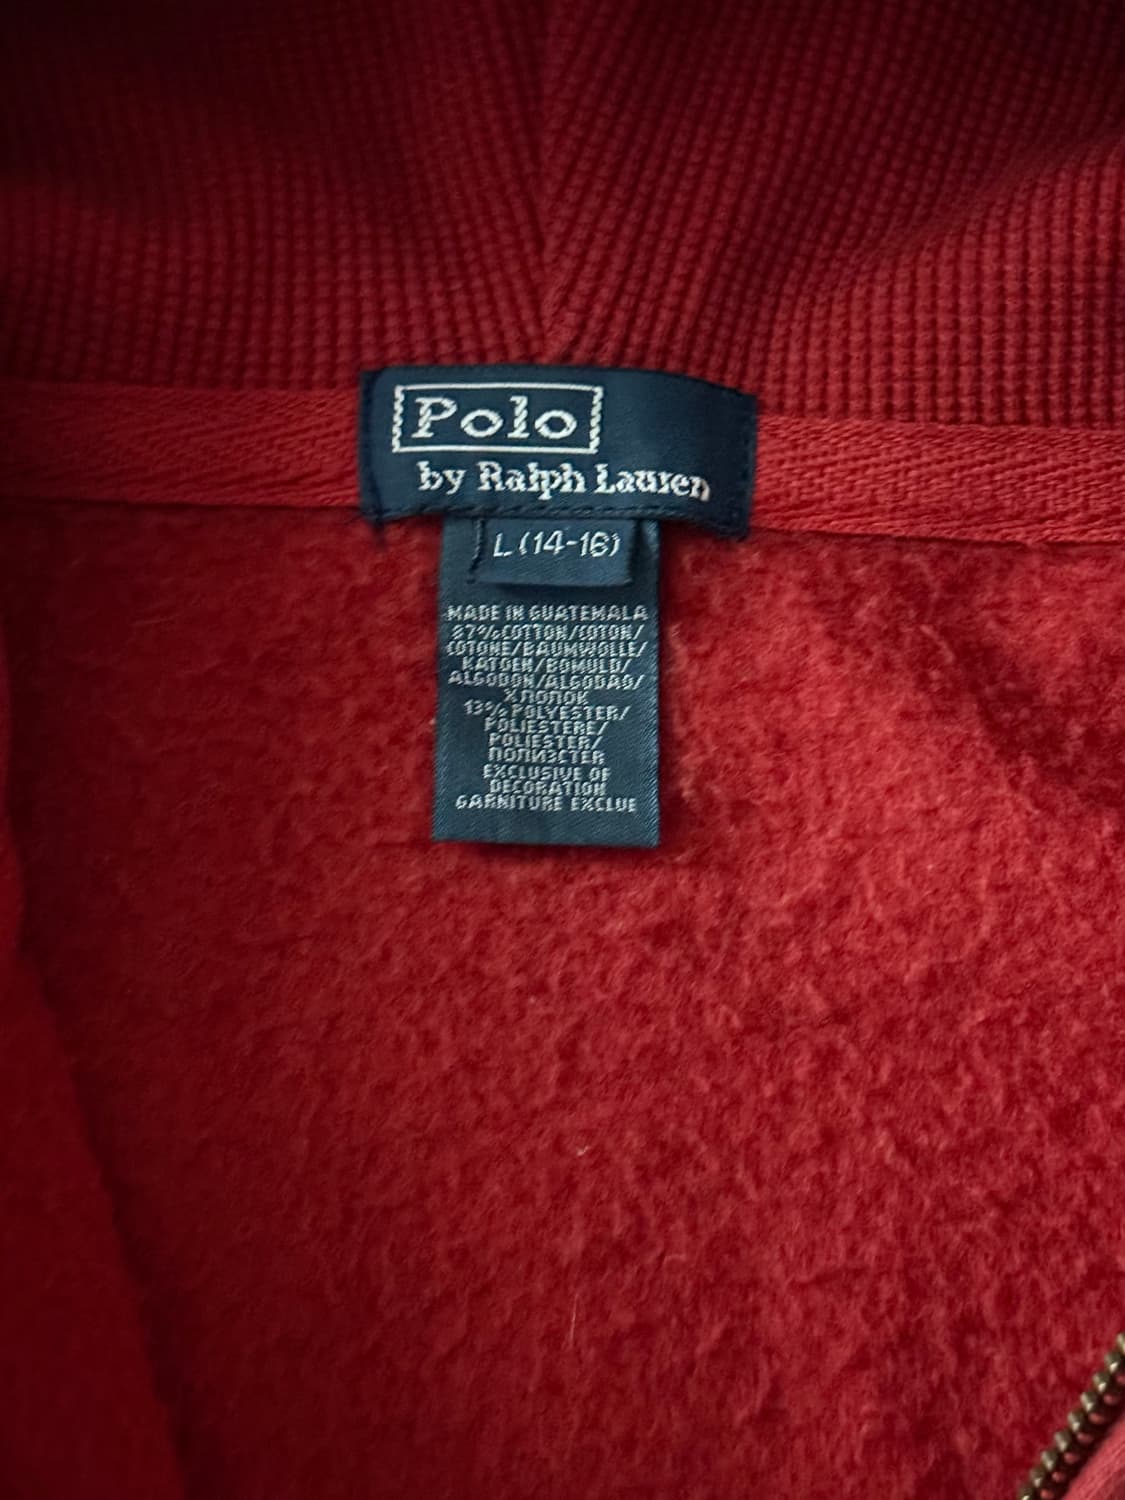 Polo
by Ralph Lauren
L (14-16)
MADE IN GUATEMALA
87% COTTON/COTON/
COTONE/BAUMWOLLE/
KATOEN/BOMULD/
ALGODON/ALGODAO/
ХЛОПОК
13% POLYESTER/
POLIESTERE/
POLIESTER/
ПОЛИЭСТЕР
EXCLUSIVE OF
DECORATION
GARNITURE EXCLUE